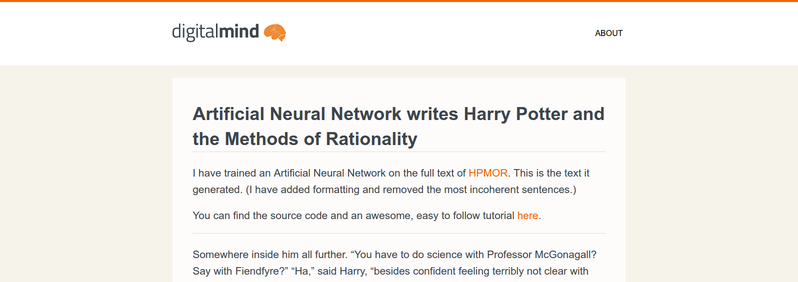 digitalmind
ABOUT
Artificial Neural Network writes Harry Potter and
the Methods of Rationality
I have trained an Artificial Neural Network on the full text of HPMOR. This is the text it
generated. (I have added formatting and removed the most incoherent sentences.)
You can find the source code and an awesome, easy to follow tutorial here.
Somewhere inside him all further. “You have to do science with Professor McGonagall?
Say with Fiendfyre?” “Ha,” said Harry, “besides confident feeling terribly not clear with